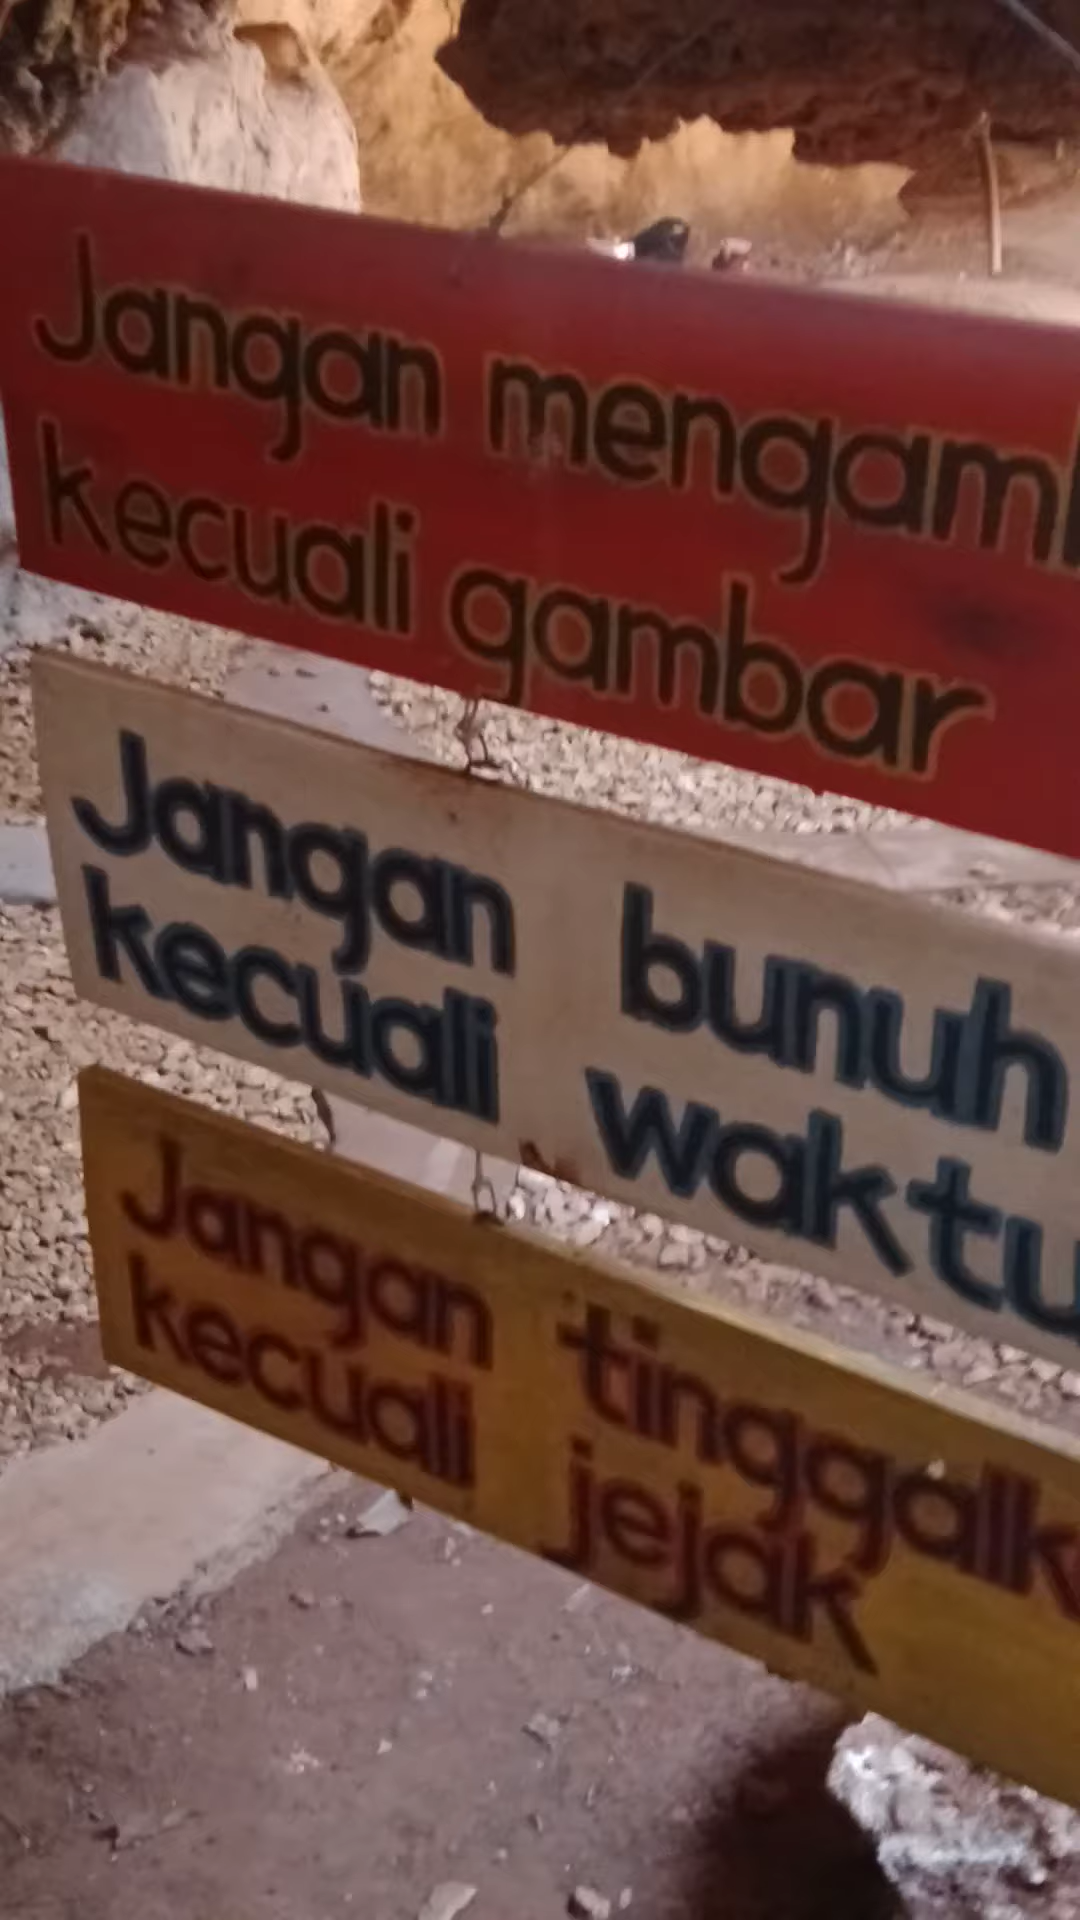 Jangan mengamb
kecuali gambar
Jangan bunuh
kecuali waktu
Jangan tinggalk
kecuali jejak